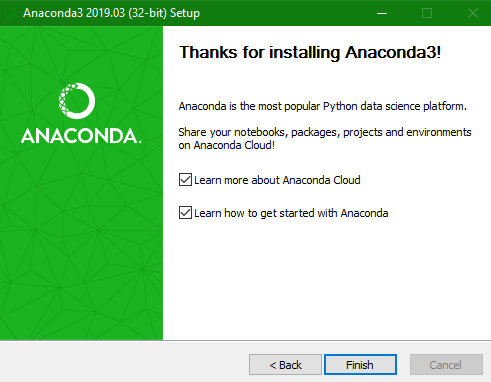 Anaconda3 2019.03 (32-bit) Setup
Thanks for installing Anaconda3!
ANACONDA.
Anaconda is the most popular Python data science platform.
Share your notebooks, packages, projects and environments
on Anaconda Cloud!
Learn more about Anaconda Cloud
Learn how to get started with Anaconda
< Back
Finish
Cancel